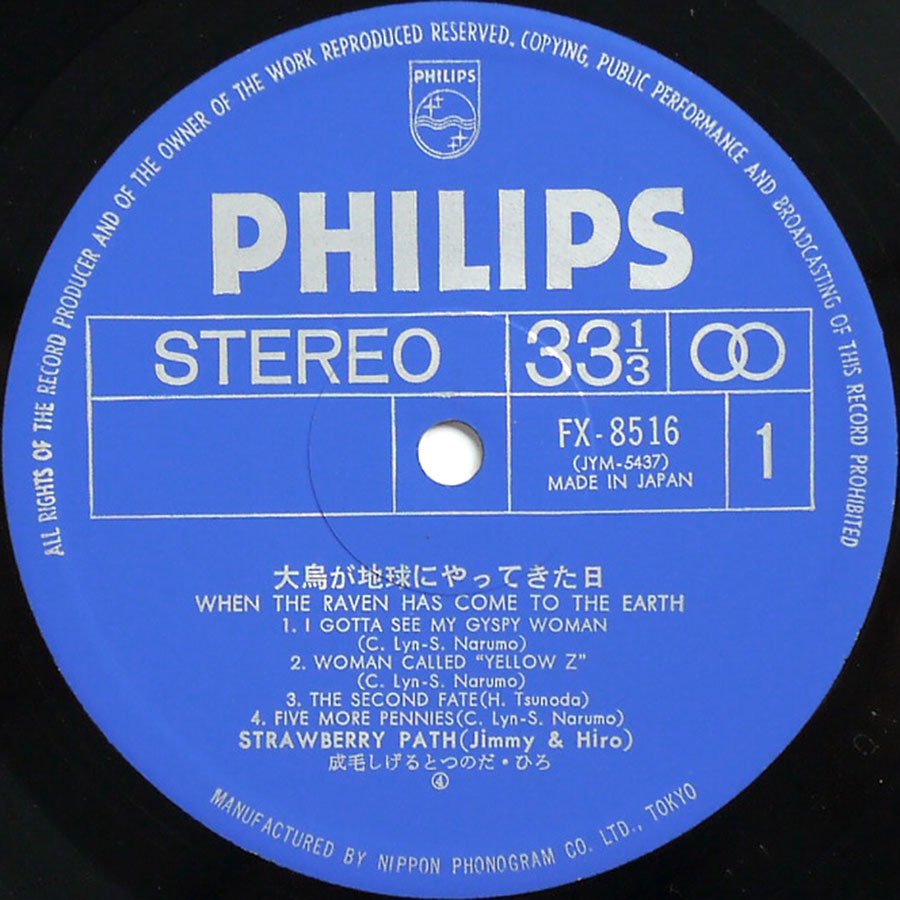 ALL RIGHTS OF THE RECORD PRODUCER AND OF THE OWNER OF THE WORK REPRODUCED RESERVED. COPYING, PUBLIC PERFORMANCE AND BROADCASTING OF THIS RECORD PROHIBITED
PHILIPS
PHILIPS
STEREO
33 1/3
FX-8516
(JYM-5437)
MADE IN JAPAN
1
大烏が地球にやってきた日
WHEN THE RAVEN HAS COME TO THE EARTH
1. I GOTTA SEE MY GYSPY WOMAN
(C. Lyn-S. Narumo)
2. WOMAN CALLED "YELLOW Z"
(C. Lyn-S. Narumo)
3. THE SECOND FATE(H. Tsunoda)
4. FIVE MORE PENNIES(C. Lyn-S. Narumo)
STRAWBERRY PATH(Jimmy & Hiro)
成毛しげるとつのだ・ひろ
④
MANUFACTURED BY NIPPON PHONOGRAM CO. LTD., TOKYO